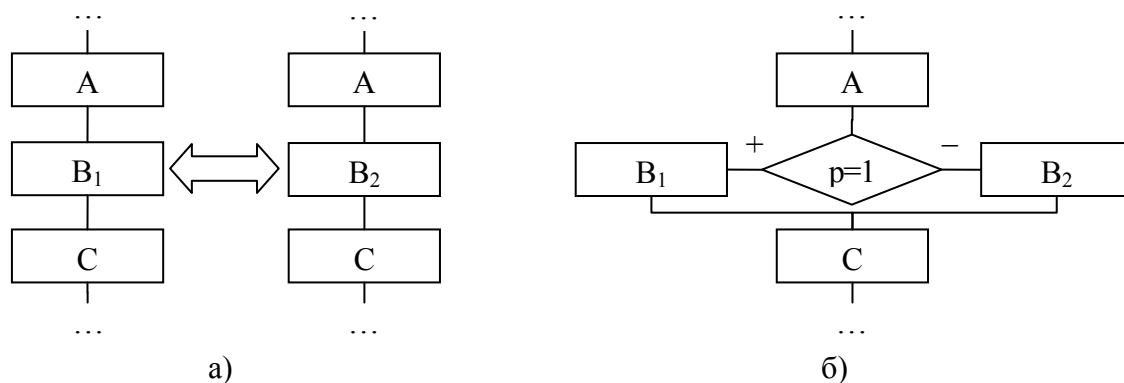 … … …
A A A
+ –
B₁ B₂ B₁ p=1 B₂
C C C
… … …
а) б)